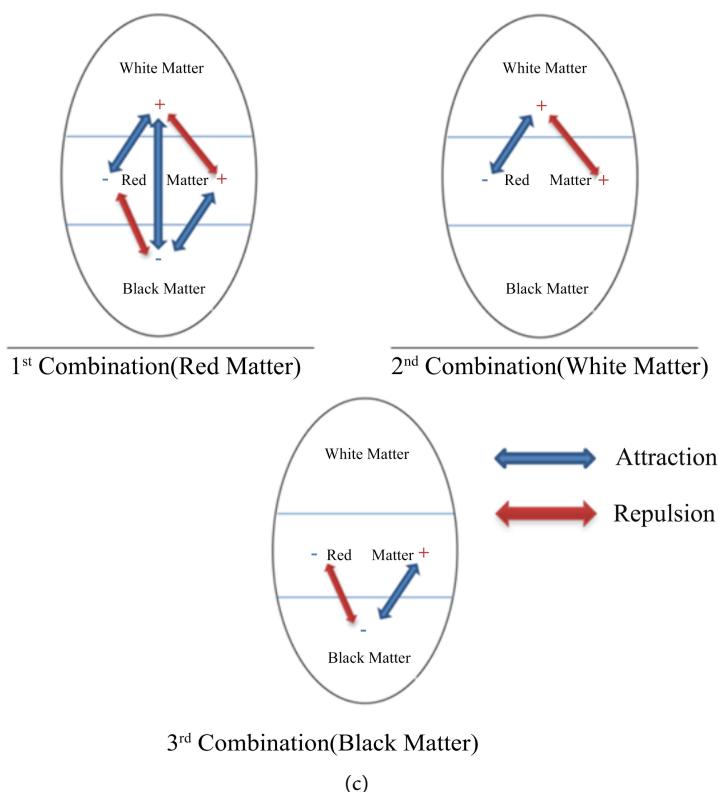 White Matter
+
- Red Matter +
-
Black Matter
1st Combination(Red Matter)
White Matter
+
- Red Matter +
Black Matter
2nd Combination(White Matter)
White Matter
- Red Matter +
-
Black Matter
Attraction
Repulsion
3rd Combination(Black Matter)
(c)